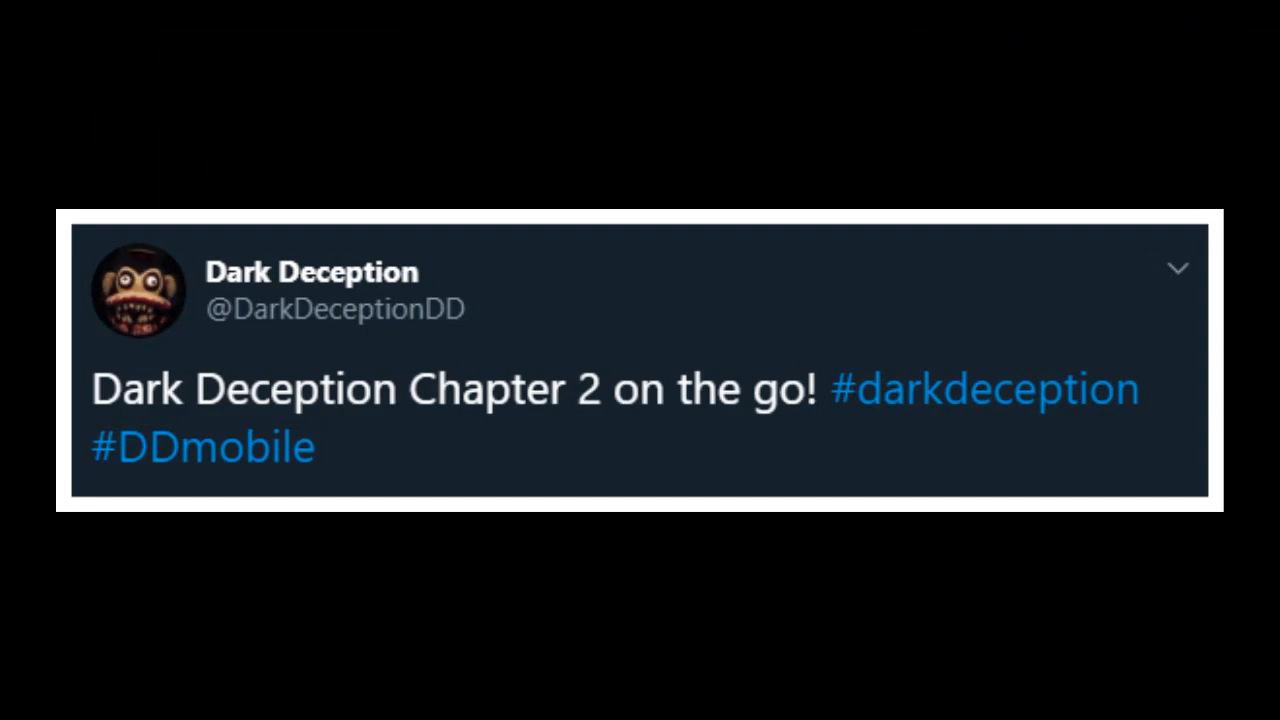 Dark Deception
@DarkDeceptionDD
Dark Deception Chapter 2 on the go! #darkdeception
#DDmobile